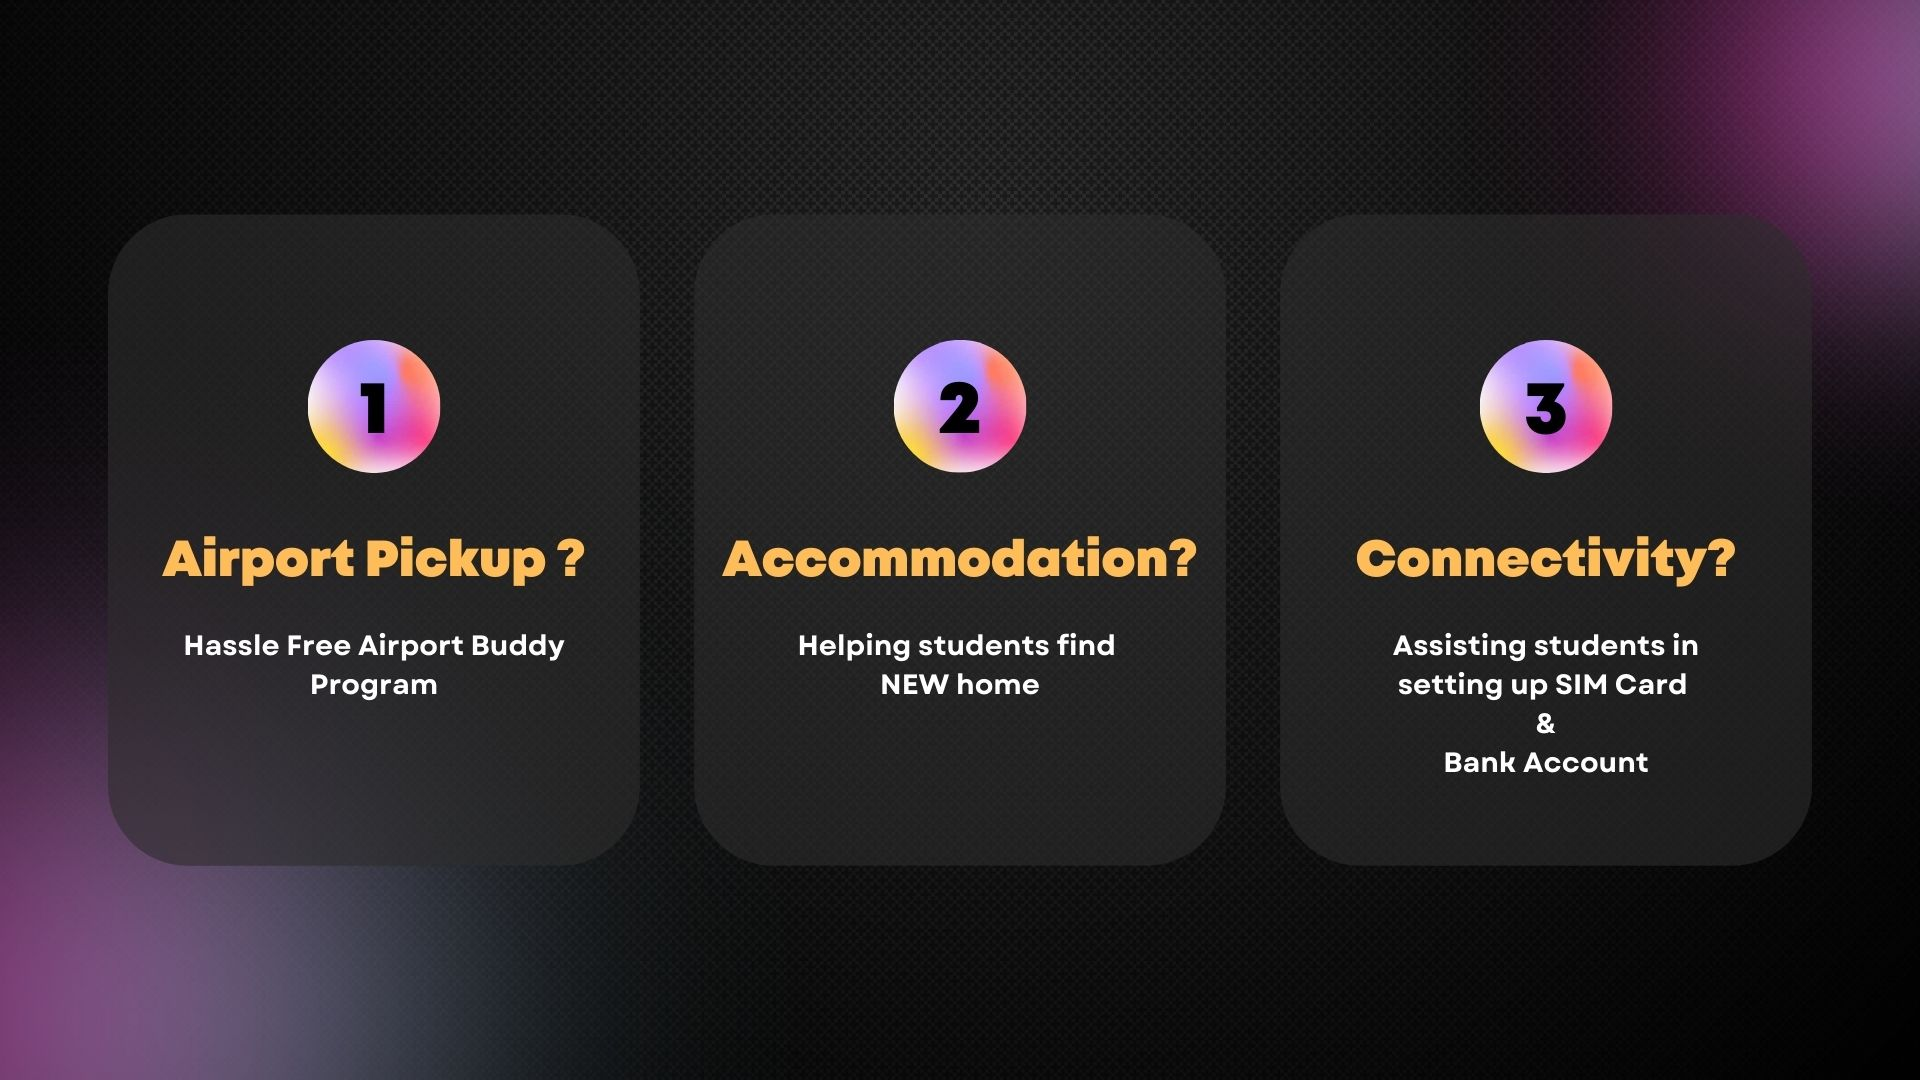 1
Airport Pickup ?
Hassle Free Airport Buddy
Program
2
Accommodation?
Helping students find
NEW home
3
Connectivity?
Assisting students in
setting up SIM Card
&
Bank Account